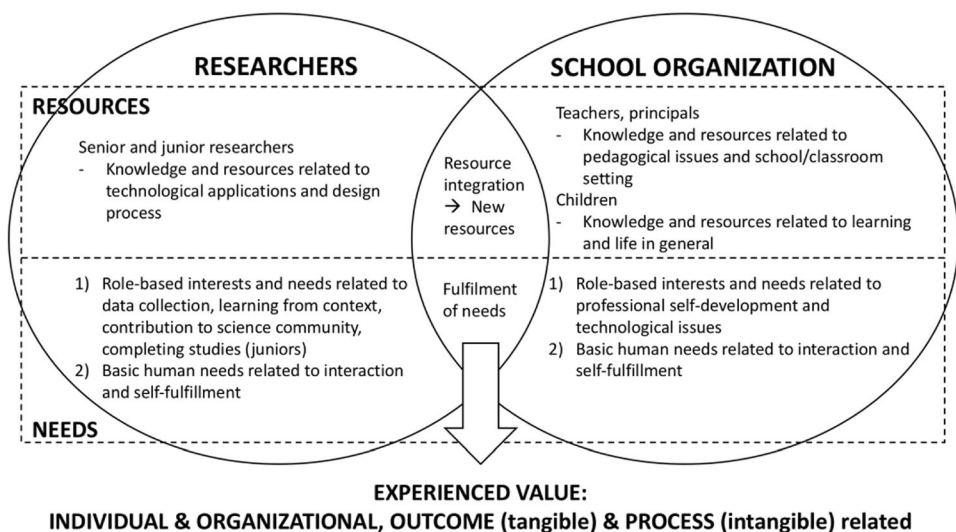 RESEARCHERS
SCHOOL ORGANIZATION
RESOURCES
Senior and junior researchers
- Knowledge and resources related to
technological applications and design
process
Resource
integration
→ New
resources
Teachers, principals
- Knowledge and resources related to
pedagogical issues and school/classroom
setting
Children
- Knowledge and resources related to learning
and life in general
1) Role-based interests and needs related to
data collection, learning from context,
contribution to science community,
completing studies (juniors)
2) Basic human needs related to interaction
and self-fulfillment
Fulfilment
of needs
1) Role-based interests and needs related to
professional self-development and
technological issues
2) Basic human needs related to interaction and
self-fulfillment
NEEDS
EXPERIENCED VALUE:
INDIVIDUAL & ORGANIZATIONAL, OUTCOME (tangible) & PROCESS (intangible) related